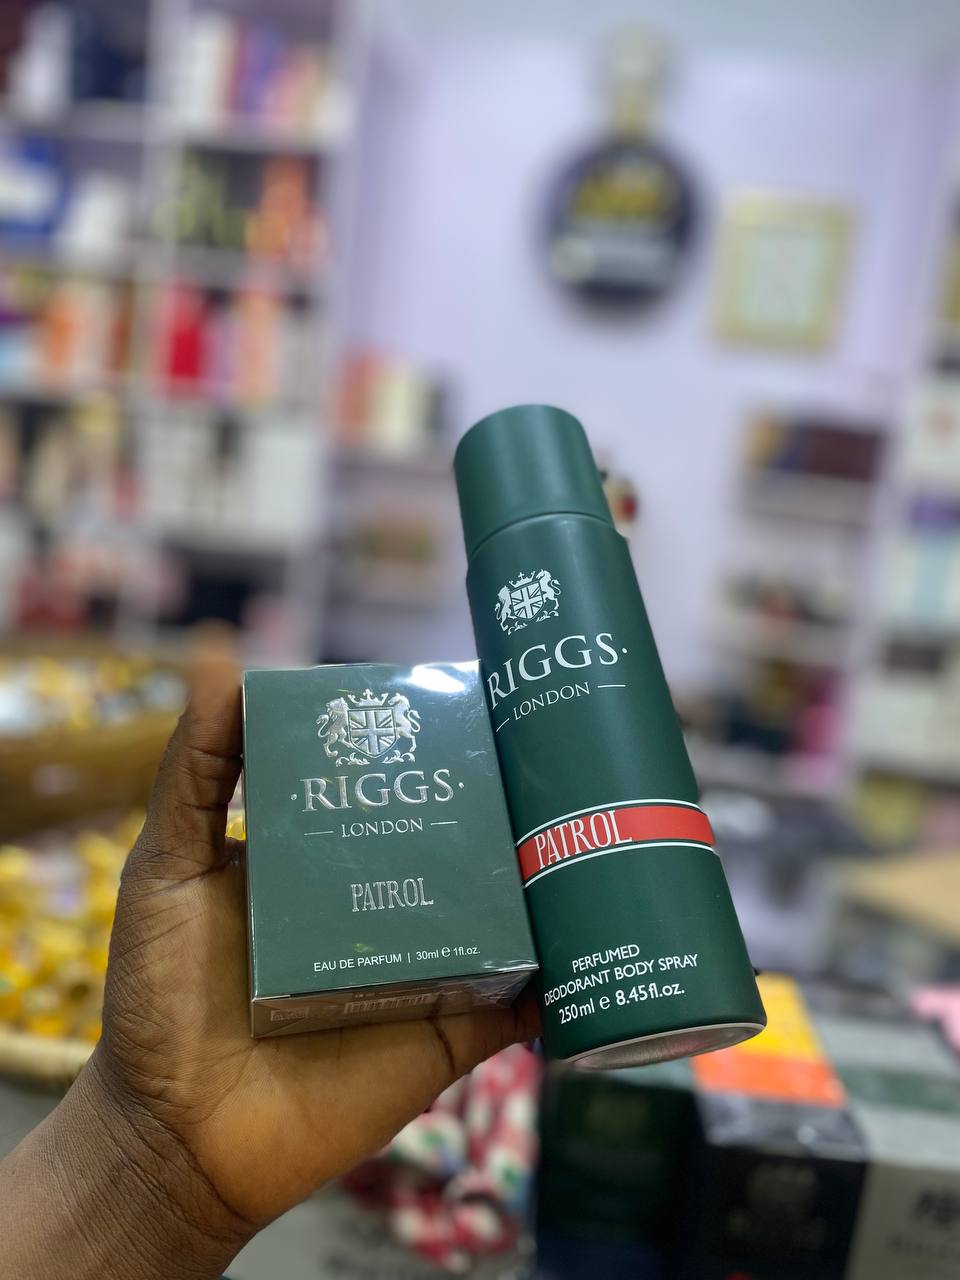 ·RIGGS·
— LONDON —
PATROL
EAU DE PARFUM | 30ml ℮ 1fl.oz.
RIGGS·
— LONDON —
PATROL
PERFUMED
DEODORANT BODY SPRAY
250ml ℮ 8.45fl.oz.